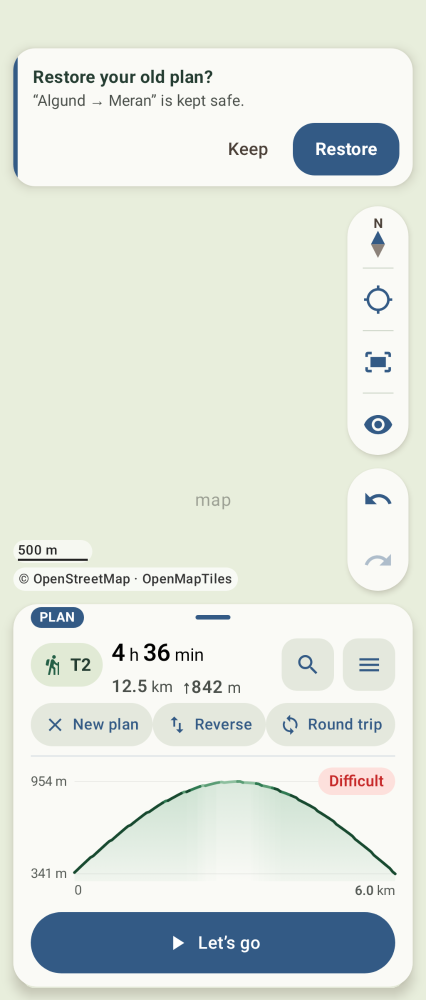 Restore your old plan?
“Algund → Meran” is kept safe.
Keep
Restore
N
map
500 m
© OpenStreetMap · OpenMapTiles
PLAN
T2
4 h 36 min
12.5 km ↑842 m
New plan
Reverse
Round trip
954 m
Difficult
341 m
0
6.0 km
Let’s go